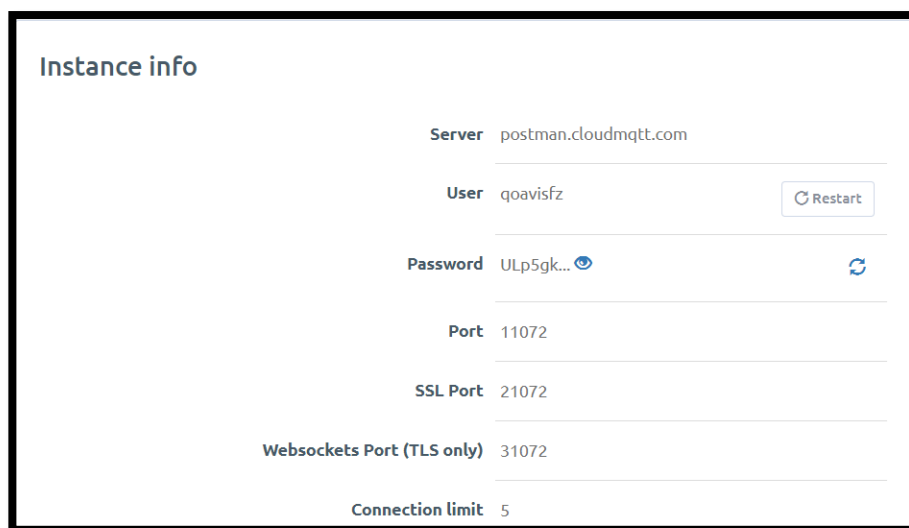 Instance info
Server postman.cloudmqtt.com
User qoavisfz Restart
Password ULp5gk...
Port 11072
SSL Port 21072
Websockets Port (TLS only) 31072
Connection limit 5